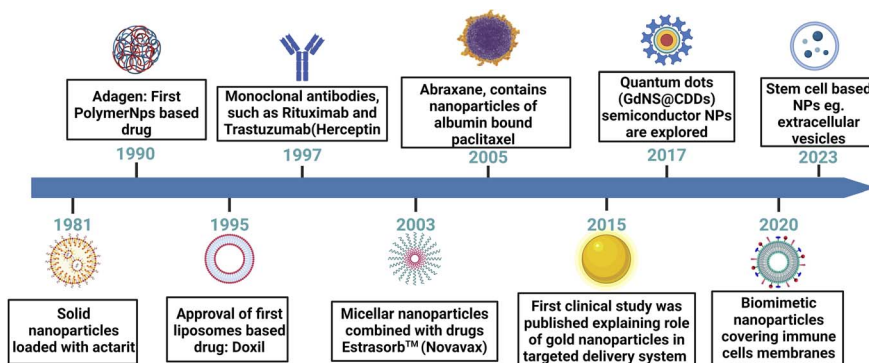 Adagen: First
PolymerNps based
drug
1990
Monoclonal antibodies,
such as Rituximab and
Trastuzumab(Herceptin
1997
Abraxane, contains
nanoparticles of
albumin bound
paclitaxel
2005
Quantum dots
(GdNS@CDDs)
semiconductor NPs
are explored
2017
Stem cell based
NPs eg.
extracellular
vesicles
2023
1981
Solid
nanoparticles
loaded with actarit
1995
Approval of first
liposomes based
drug: Doxil
2003
Micellar nanoparticles
combined with drugs
Estrasorb™ (Novavax)
2015
First clinical study was
published explaining role
of gold nanoparticles in
targeted delivery system
2020
Biomimetic
nanoparticles
covering immune
cells membranes